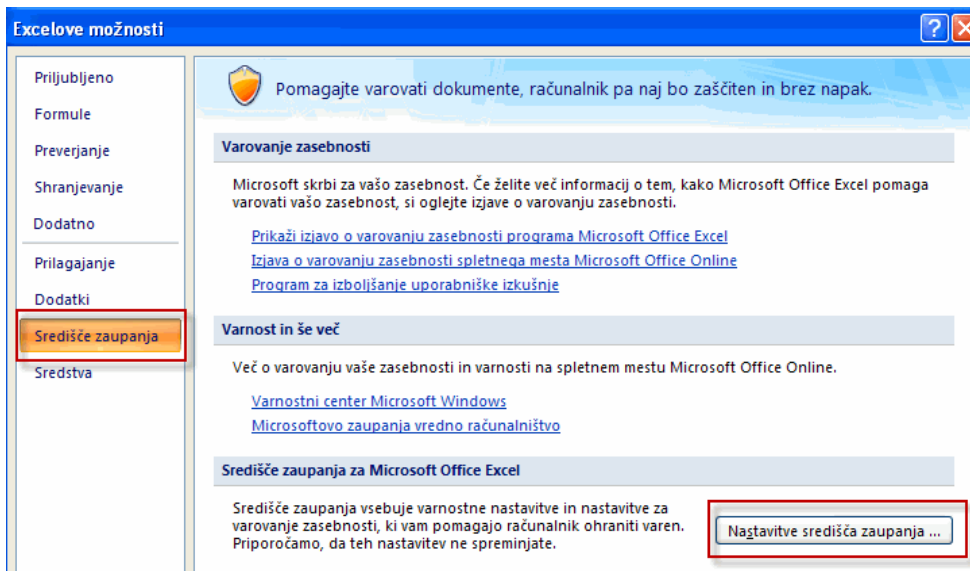 Excelove možnosti
Priljubljeno
Formule
Preverjanje
Shranjevanje
Dodatno
Prilagajanje
Dodatki
Središče zaupanja
Sredstva
Pomagajte varovati dokumente, računalnik pa naj bo zaščiten in brez napak.
Varovanje zasebnosti
Microsoft skrbi za vašo zasebnost. Če želite več informacij o tem, kako Microsoft Office Excel pomaga
varovati vašo zasebnost, si oglejte izjave o varovanju zasebnosti.
Prikaži izjavo o varovanju zasebnosti programa Microsoft Office Excel
Izjava o varovanju zasebnosti spletnega mesta Microsoft Office Online
Program za izboljšanje uporabniške izkušnje
Varnost in še več
Več o varovanju vaše zasebnosti in varnosti na spletnem mestu Microsoft Office Online.
Varnostni center Microsoft Windows
Microsoftovo zaupanja vredno računalništvo
Središče zaupanja za Microsoft Office Excel
Središče zaupanja vsebuje varnostne nastavitve in nastavitve za
varovanje zasebnosti, ki vam pomagajo računalnik ohraniti varen.
Priporočamo, da teh nastavitev ne spreminjate.
Nastavitve središča zaupanja ...